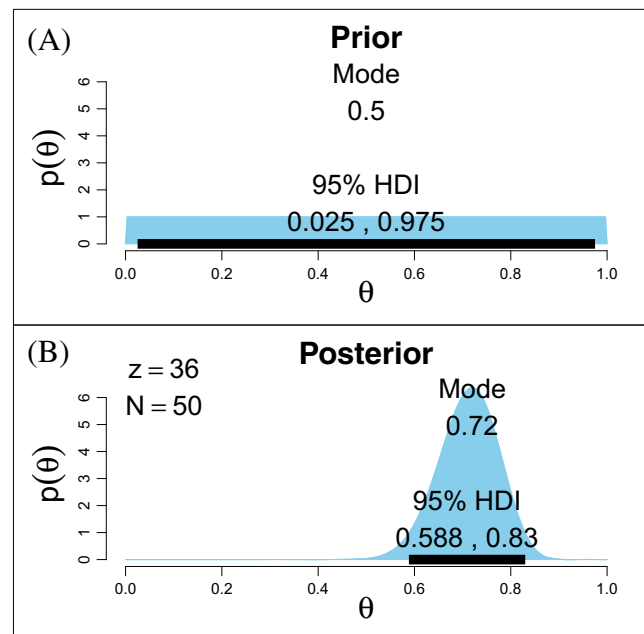 (A)
Prior
Mode
0.5
95% HDI
0.025 , 0.975
p(θ)
0 1 2 3 4 5 6
0.0 0.2 0.4 0.6 0.8 1.0
θ
(B)
Posterior
z = 36
N = 50
Mode
0.72
95% HDI
0.588 , 0.83
p(θ)
0 1 2 3 4 5 6
0.0 0.2 0.4 0.6 0.8 1.0
θ